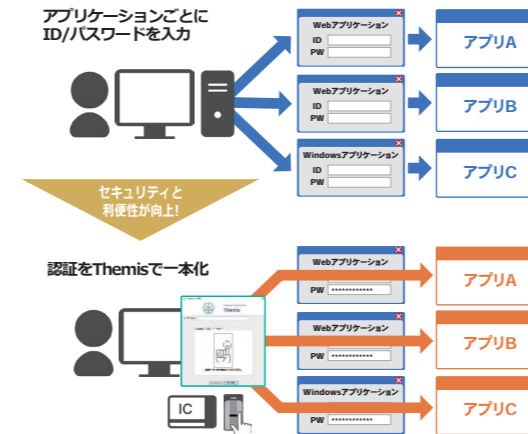 アプリケーションごとに
ID/パスワードを入力
Webアプリケーション
ID
PW
アプリA
Webアプリケーション
ID
PW
アプリB
Windowsアプリケーション
ID
PW
アプリC
セキュリティと
利便性が向上!
認証をThemisで一本化
Themis
IC
Webアプリケーション
PW ************
アプリA
Webアプリケーション
PW ************
アプリB
Windowsアプリケーション
PW ************
アプリC